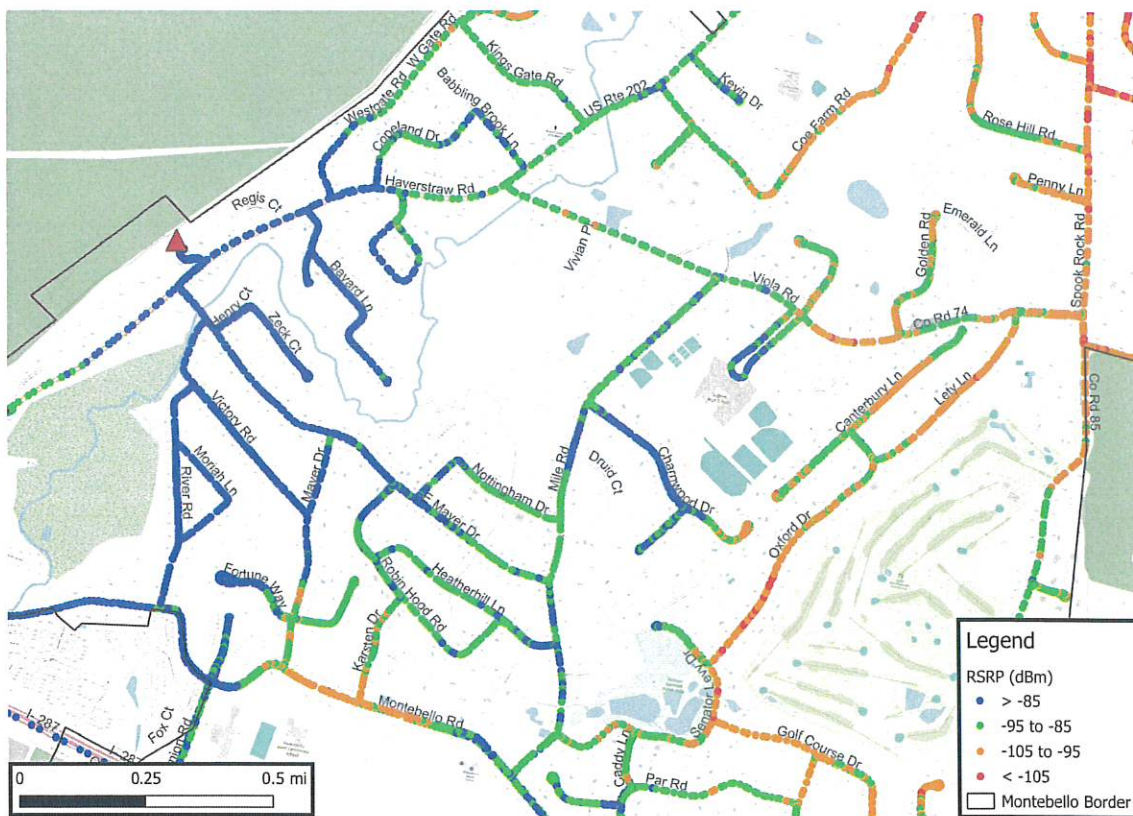 W Gate Rd
Westgate Rd
Kings Gate Rd
Babbling Brook Ln
Copeland Dr
US Rte 202
Kevin Dr
Coe Farm Rd
Rose Hill Rd
Penny Ln
Haverstraw Rd
Regis Ct
Emerald Ln
Golden Rd
Spook Rock Rd
Vivian P
Viola Rd
Bayard Ln
Henry Ct
Zeck Ct
Co Rd 74
Co Rd 85
Canterbury Ln
Lety Ln
Victory Rd
Mayer Dr
Moriah Ln
River Rd
Mile Rd
Druid Ct
Charnwood Dr
Nottingham Dr
E Mayer Dr
Oxford Dr
Fortune Way
Heatherhill Ln
Robin Hood Rd
Karsten Dr
Montebello Rd
Senator Levy Dr
Golf Course Dr
Caddy Ln
Par Rd
Fox Ct
nion Rd
I- 287
I- 28
0 0.25 0.5 mi
Legend
RSRP (dBm)
> -85
-95 to -85
-105 to -95
< -105
Montebello Border